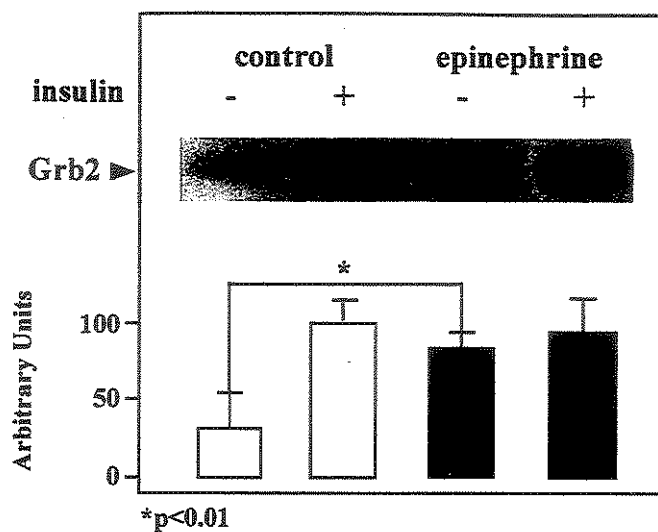 control epinephrine
insulin - + - +
Grb2
*
Arbitrary Units
100
50
0
*p<0.01